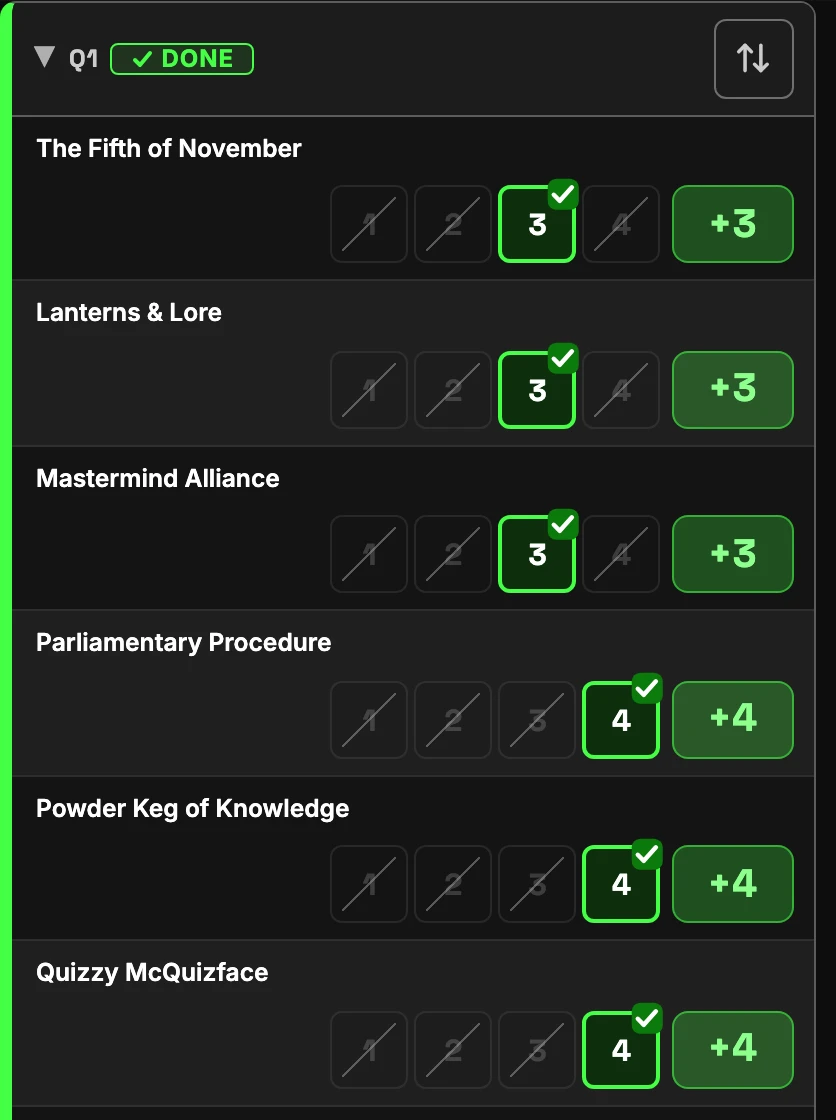 ▼ Q1 ✓ DONE
The Fifth of November
1 2 3 4 +3
Lanterns & Lore
1 2 3 4 +3
Mastermind Alliance
1 2 3 4 +3
Parliamentary Procedure
1 2 3 4 +4
Powder Keg of Knowledge
1 2 3 4 +4
Quizzy McQuizface
1 2 3 4 +4